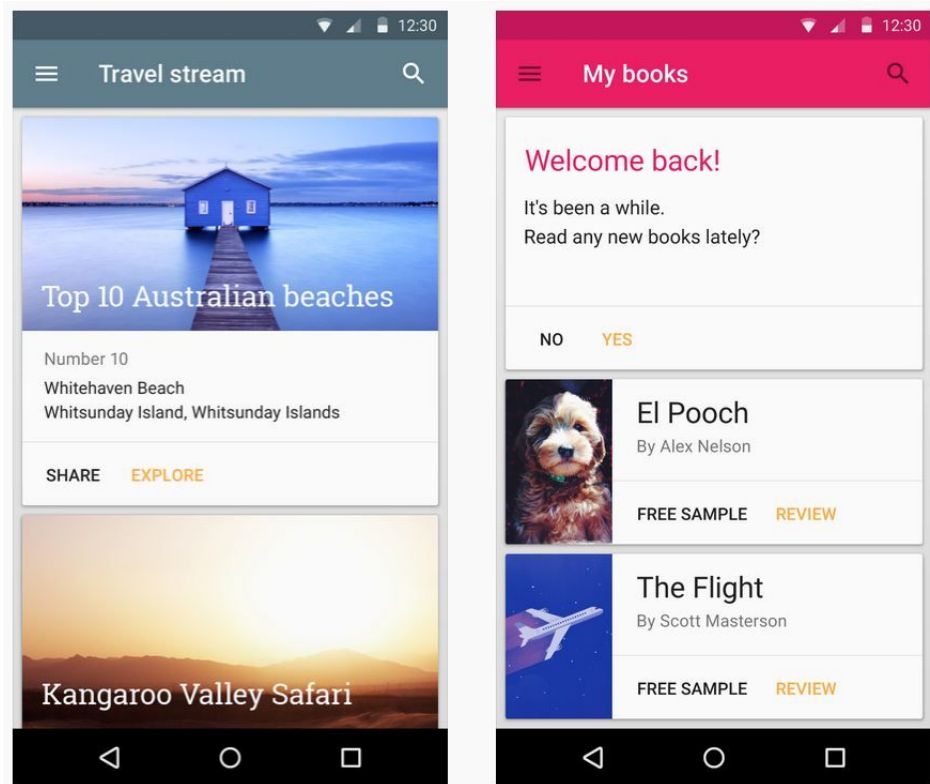 12:30
Travel stream
Top 10 Australian beaches
Number 10
Whitehaven Beach
Whitsunday Island, Whitsunday Islands
SHARE EXPLORE
Kangaroo Valley Safari
12:30
My books
Welcome back!
It's been a while.
Read any new books lately?
NO YES
El Pooch
By Alex Nelson
FREE SAMPLE REVIEW
The Flight
By Scott Masterson
FREE SAMPLE REVIEW